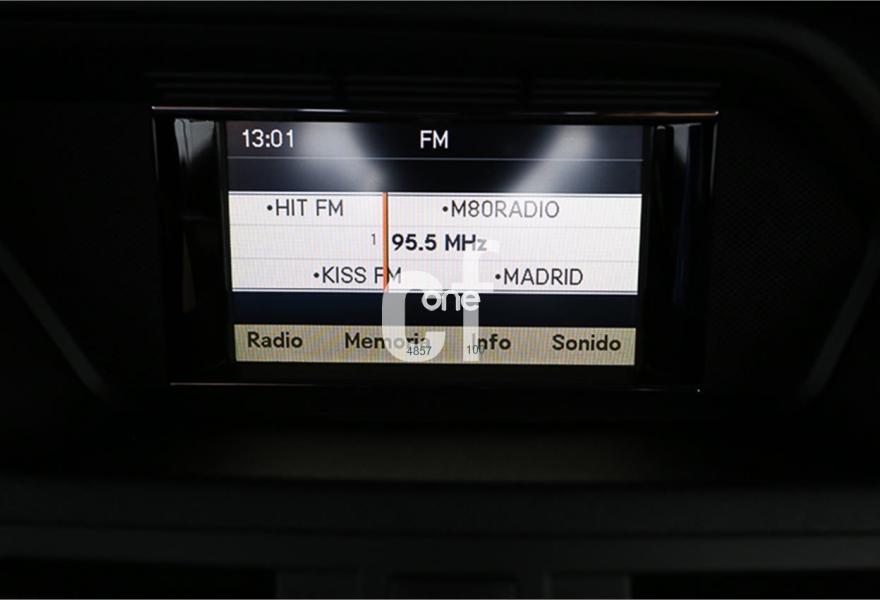 13:01 FM
•HIT FM •M80RADIO
1 95.5 MHz
•KISS FM •MADRID
cf one
Radio Memoria Info Sonido
4857 100